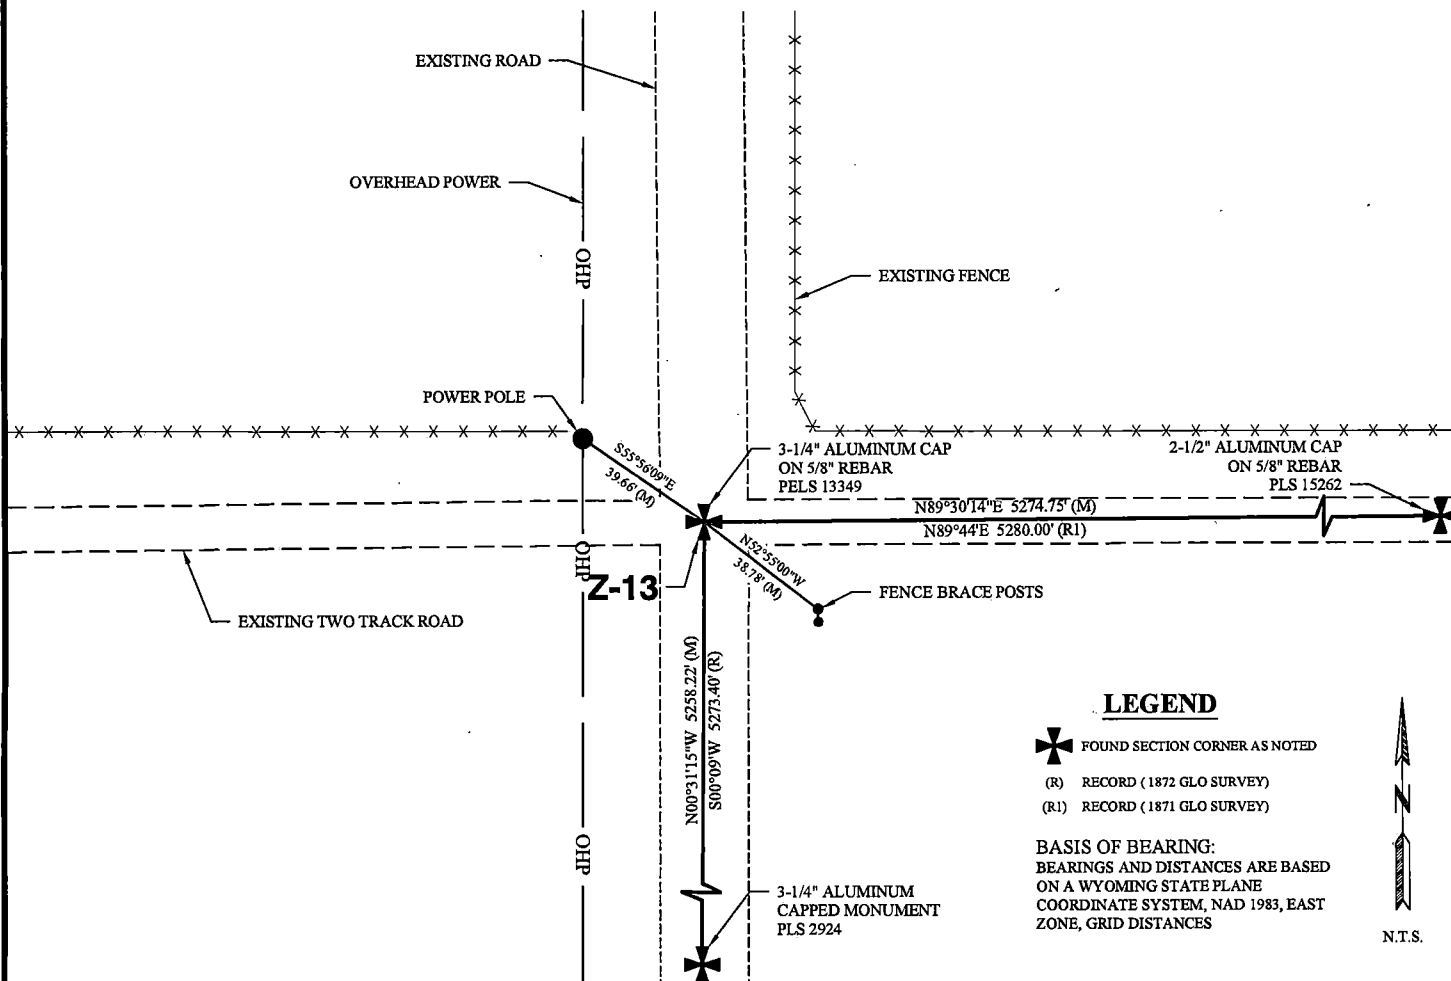 EXISTING ROAD
OVERHEAD POWER
OHP
EXISTING FENCE
POWER POLE
S55°56'09"E
39.66' (M)
3-1/4" ALUMINUM CAP
ON 5/8" REBAR
PELS 13349
2-1/2" ALUMINUM CAP
ON 5/8" REBAR
PLS 15262
N89°30'14"E 5274.75' (M)
N89°44'E 5280.00' (R1)
OHP
Z-13
N52°55'00"W
38.78' (M)
FENCE BRACE POSTS
EXISTING TWO TRACK ROAD
N00°31'15"W 5258.22' (M)
S00°09'W 5273.40' (R)
OHP
3-1/4" ALUMINUM
CAPPED MONUMENT
PLS 2924
LEGEND
FOUND SECTION CORNER AS NOTED
(R) RECORD (1872 GLO SURVEY)
(R1) RECORD (1871 GLO SURVEY)
BASIS OF BEARING:
BEARINGS AND DISTANCES ARE BASED
ON A WYOMING STATE PLANE
COORDINATE SYSTEM, NAD 1983, EAST
ZONE, GRID DISTANCES
N
N.T.S.